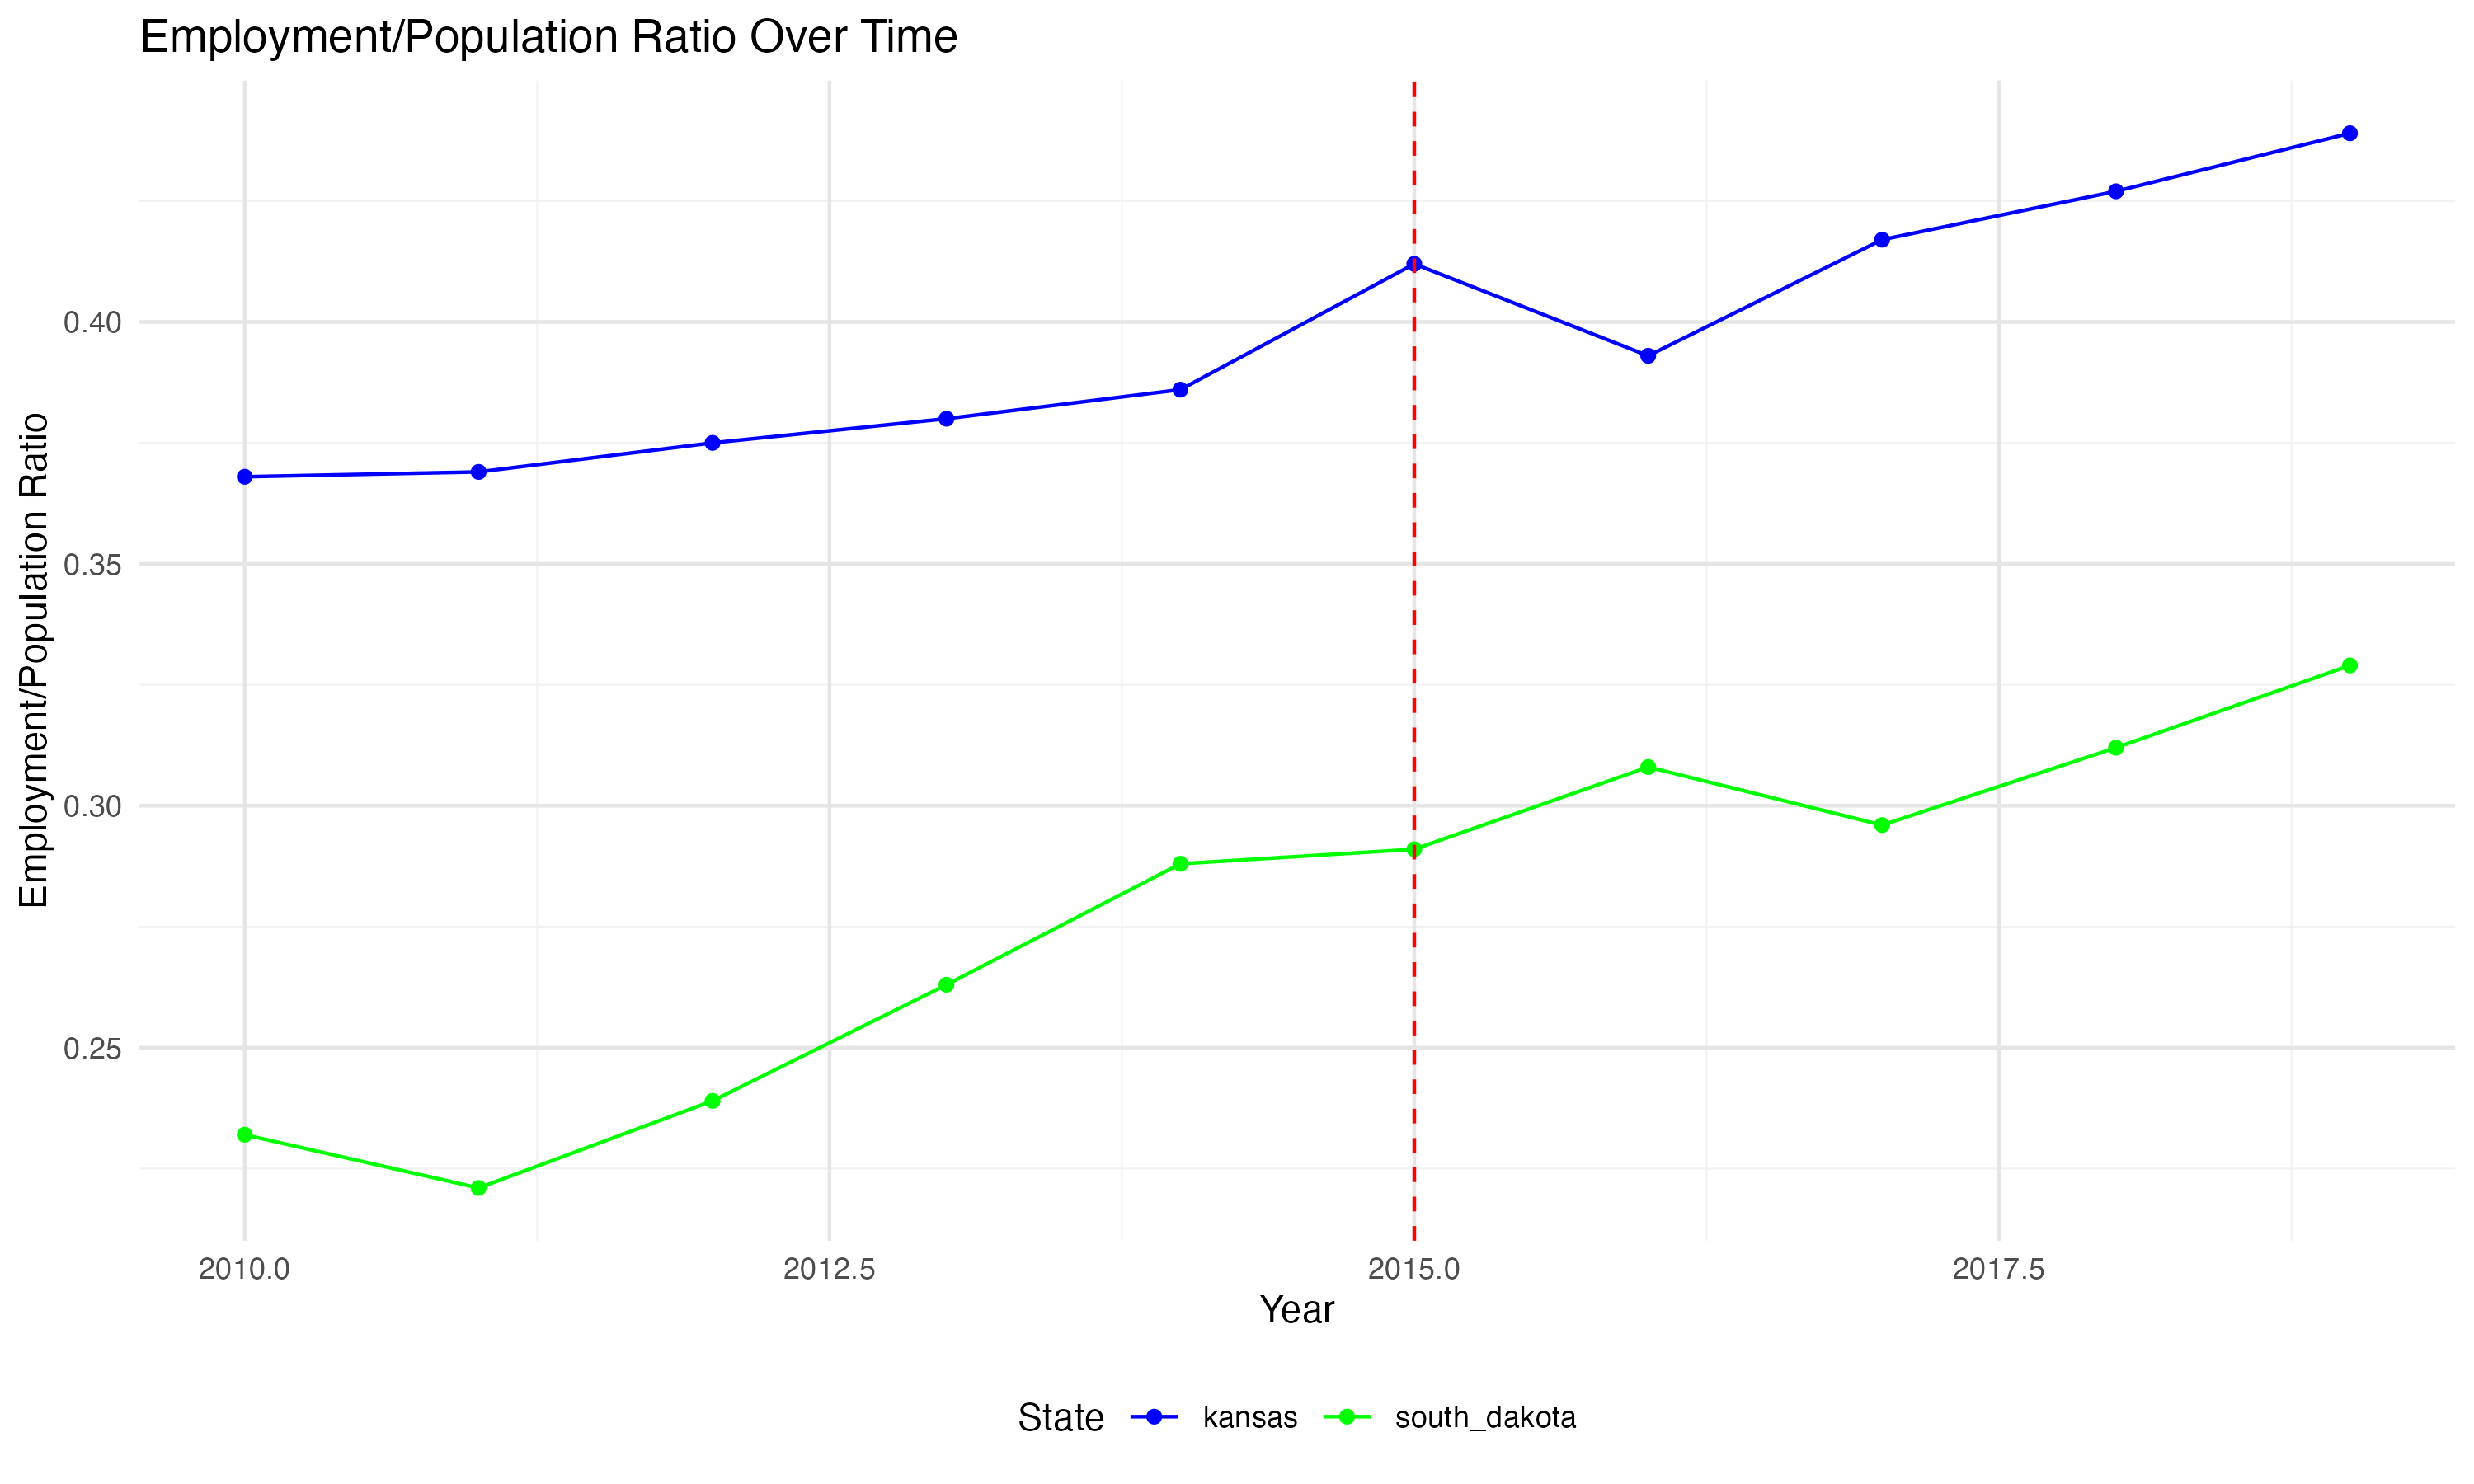 Employment/Population Ratio Over Time
Employment/Population Ratio
0.40
0.35
0.30
0.25
2010.0 2012.5 2015.0 2017.5
Year
State kansas south_dakota